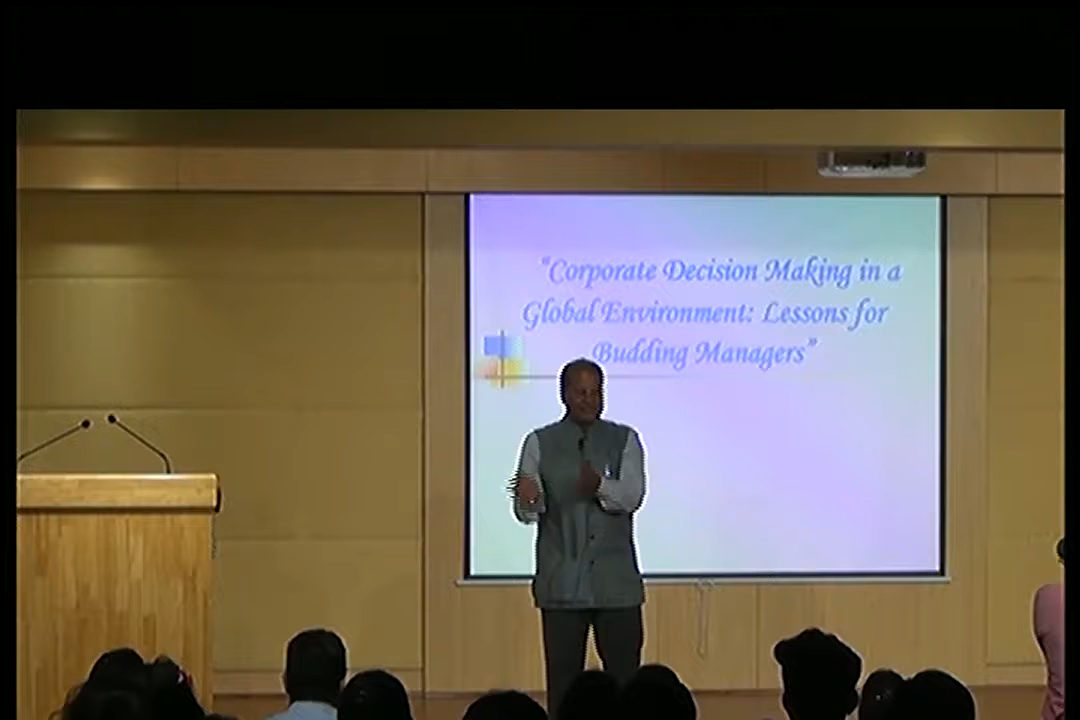 "Corporate Decision Making in a
Global Environment: Lessons for
Budding Managers"